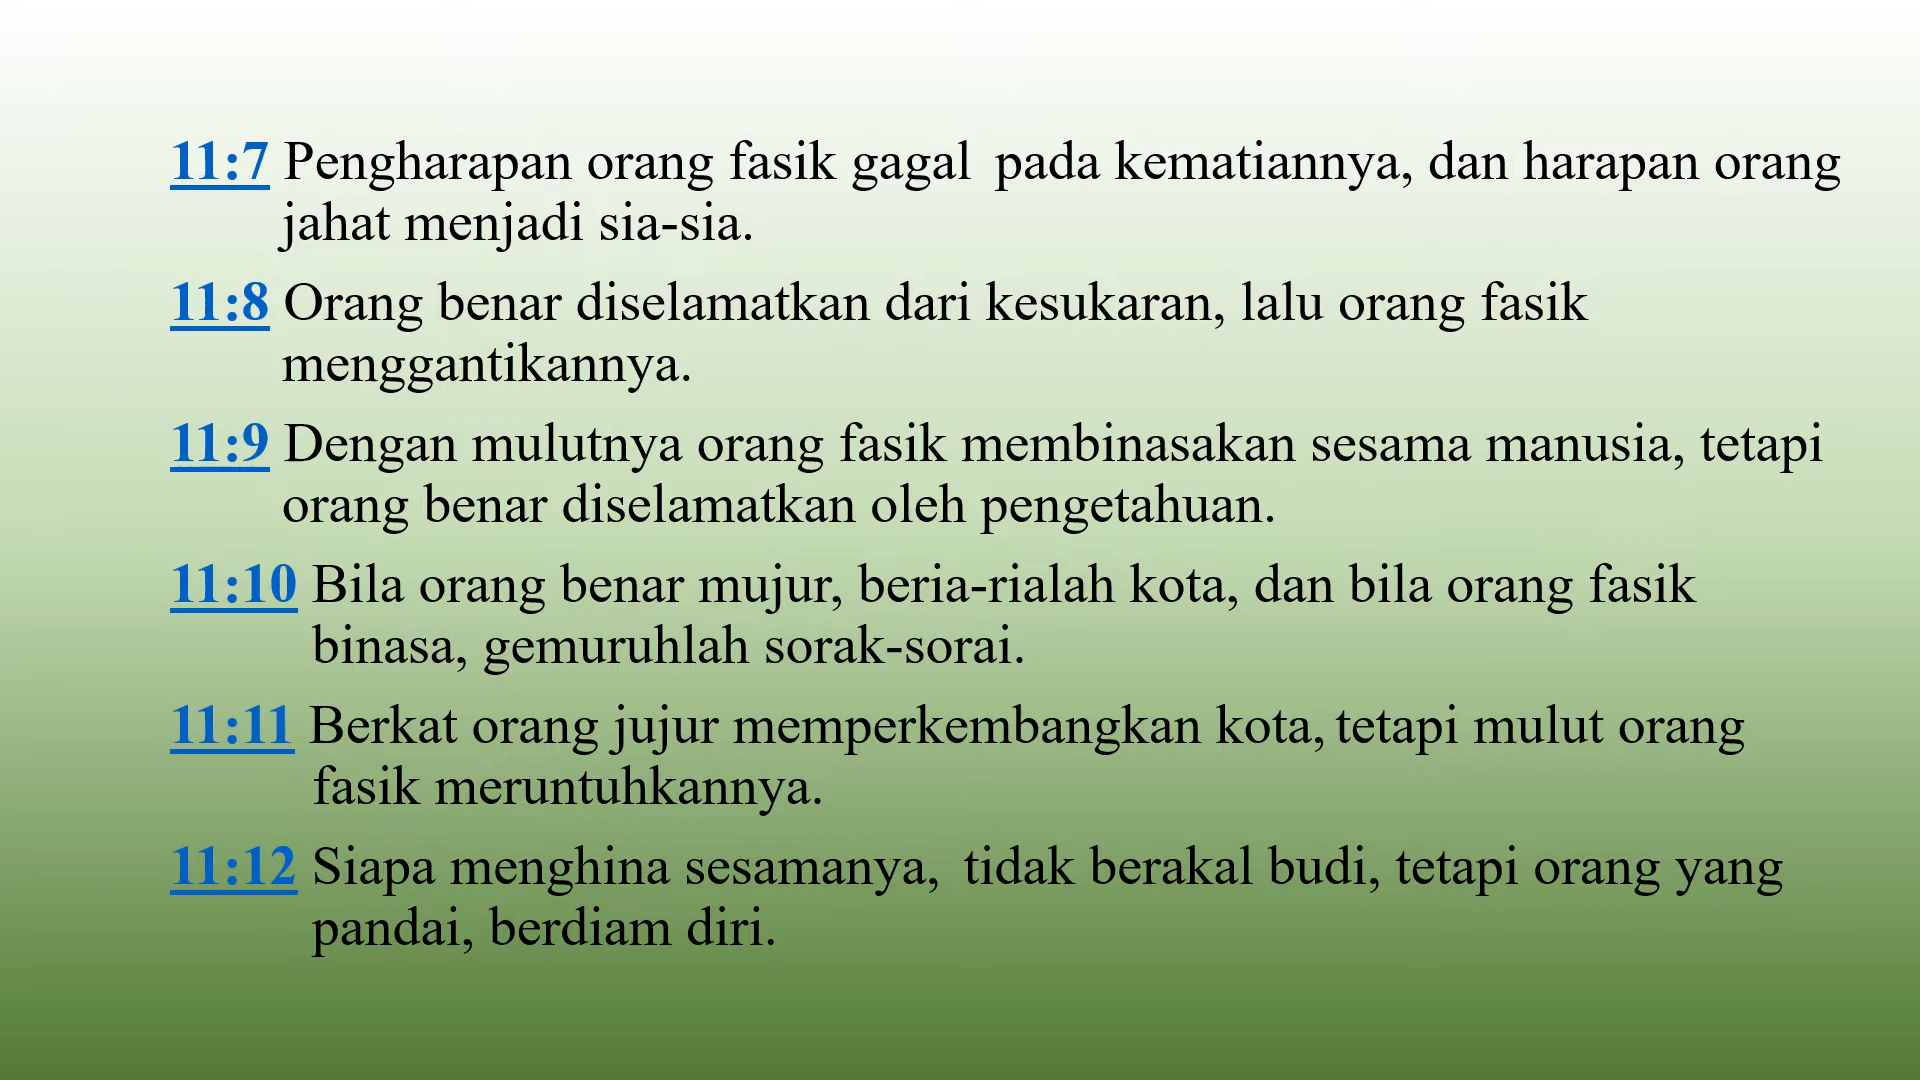 11:7 Pengharapan orang fasik gagal pada kematiannya, dan harapan orang
jahat menjadi sia-sia.
11:8 Orang benar diselamatkan dari kesukaran, lalu orang fasik
menggantikannya.
11:9 Dengan mulutnya orang fasik membinasakan sesama manusia, tetapi
orang benar diselamatkan oleh pengetahuan.
11:10 Bila orang benar mujur, beria-rialah kota, dan bila orang fasik
binasa, gemuruhlah sorak-sorai.
11:11 Berkat orang jujur memperkembangkan kota, tetapi mulut orang
fasik meruntuhkannya.
11:12 Siapa menghina sesamanya, tidak berakal budi, tetapi orang yang
pandai, berdiam diri.